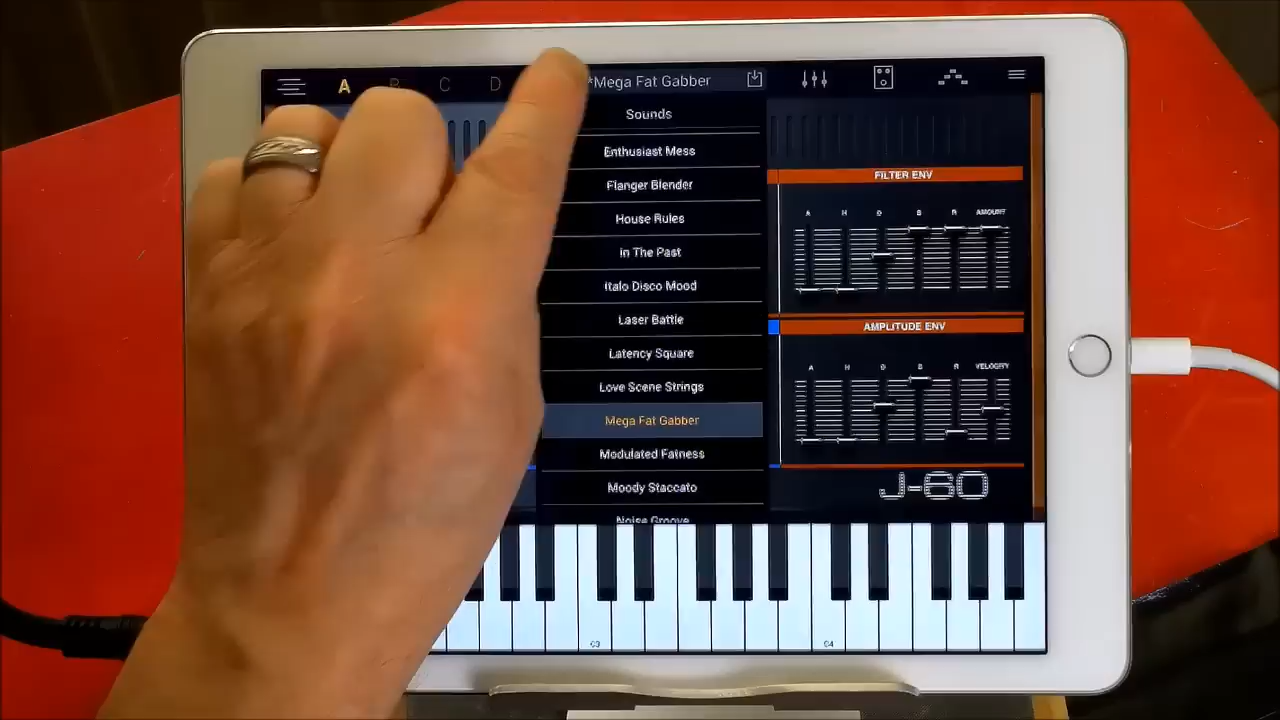 A B C D *Mega Fat Gabber
Sounds
Enthusiast Mess
Flanger Blender
House Rules
In The Past
Italo Disco Mood
Laser Battle
Latency Square
Love Scene Strings
Mega Fat Gabber
Modulated Fatness
Moody Staccato
Noise Groove
FILTER ENV
A H D S R AMOUNT
AMPLITUDE ENV
A H D S R VELOCITY
J-60
C3 C4